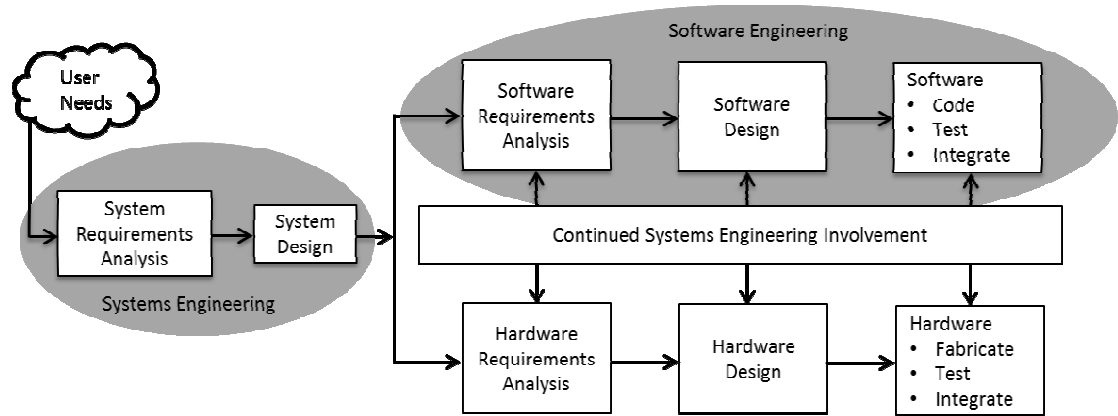 Software Engineering
User
Needs
Software
Requirements
Analysis
Software
Design
Software
• Code
• Test
• Integrate
System
Requirements
Analysis
System
Design
Continued Systems Engineering Involvement
Systems Engineering
Hardware
Requirements
Analysis
Hardware
Design
Hardware
• Fabricate
• Test
• Integrate